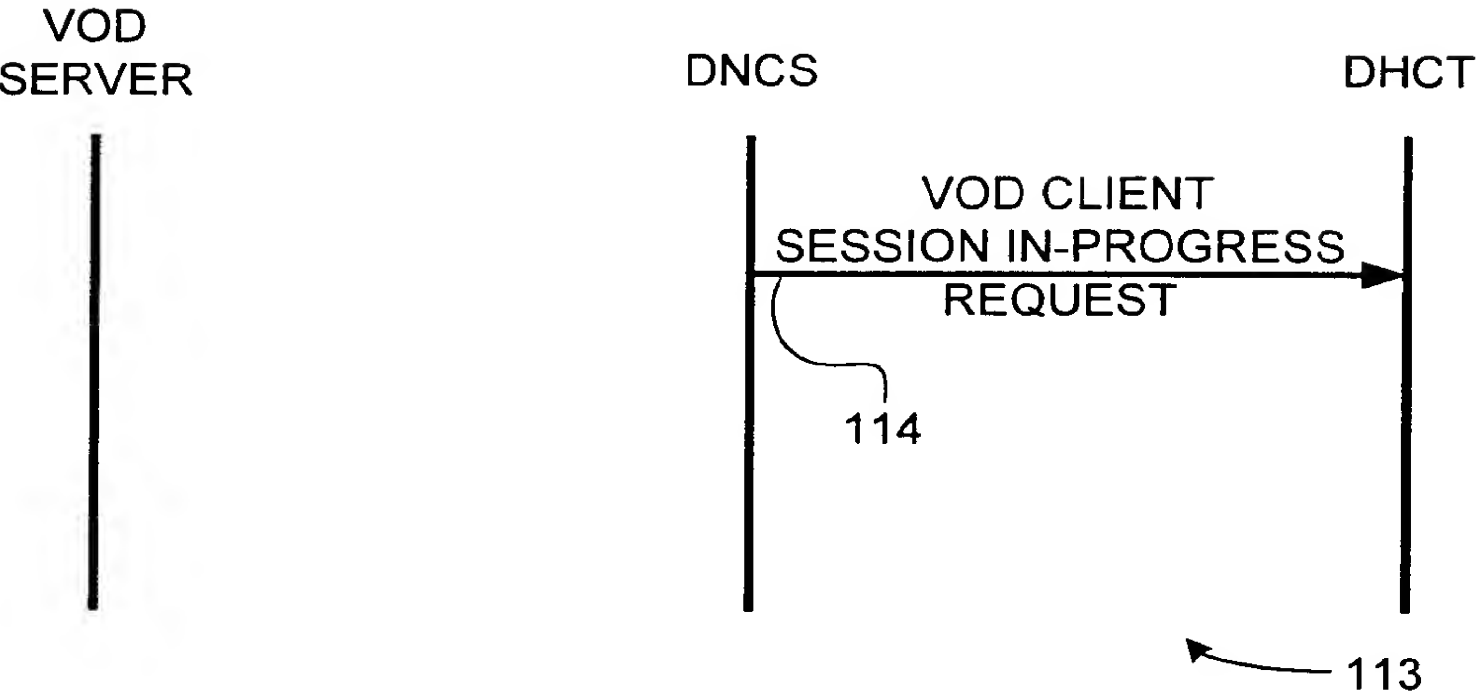 VOD
SERVER
DNCS
DHCT
VOD CLIENT
SESSION IN-PROGRESS
REQUEST
114
113